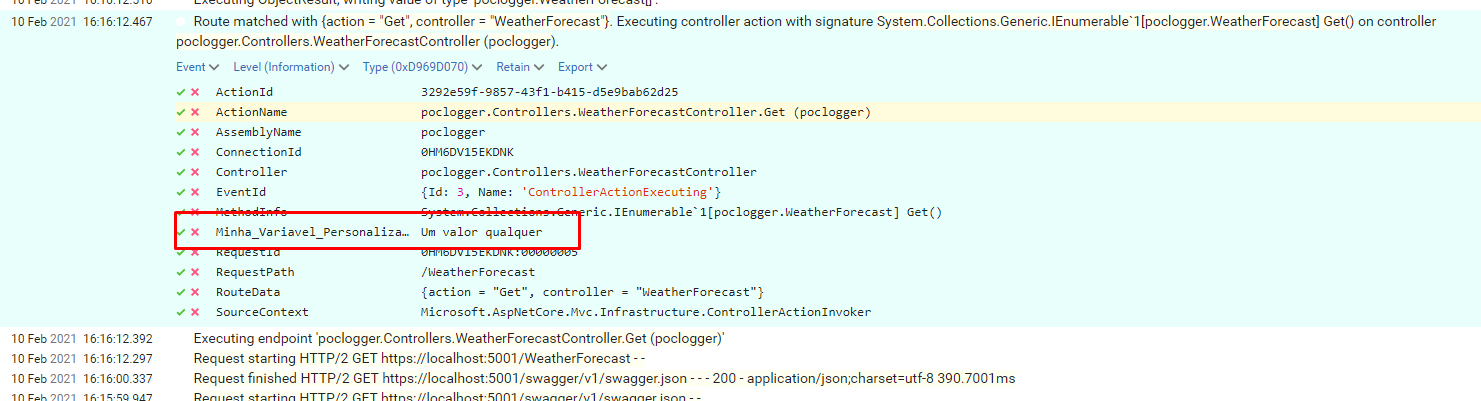 10 Feb 2021 16:16:12.510 Executing ObjectResult, writing value of type 'poclogger.WeatherForecast[]'.
10 Feb 2021 16:16:12.467 Route matched with {action = "Get", controller = "WeatherForecast"}. Executing controller action with signature System.Collections.Generic.IEnumerable`1[poclogger.WeatherForecast] Get() on controller
poclogger.Controllers.WeatherForecastController (poclogger).
Event Level (Information) Type (0xD969D070) Retain Export
ActionId 3292e59f-9857-43f1-b415-d5e9bab62d25
ActionName poclogger.Controllers.WeatherForecastController.Get (poclogger)
AssemblyName poclogger
ConnectionId 0HM6DV15EKDNK
Controller poclogger.Controllers.WeatherForecastController
EventId {Id: 3, Name: 'ControllerActionExecuting'}
MethodInfo System.Collections.Generic.IEnumerable`1[poclogger.WeatherForecast] Get()
Minha_Variavel_Personaliza… Um valor qualquer
RequestId 0HM6DV15EKDNK:00000005
RequestPath /WeatherForecast
RouteData {action = "Get", controller = "WeatherForecast"}
SourceContext Microsoft.AspNetCore.Mvc.Infrastructure.ControllerActionInvoker
10 Feb 2021 16:16:12.392 Executing endpoint 'poclogger.Controllers.WeatherForecastController.Get (poclogger)'
10 Feb 2021 16:16:12.297 Request starting HTTP/2 GET https://localhost:5001/WeatherForecast - -
10 Feb 2021 16:16:00.337 Request finished HTTP/2 GET https://localhost:5001/swagger/v1/swagger.json - - - 200 - application/json;charset=utf-8 390.7001ms
10 Feb 2021 16:15:59.947 Request starting HTTP/2 GET https://localhost:5001/swagger/v1/swagger.json - -